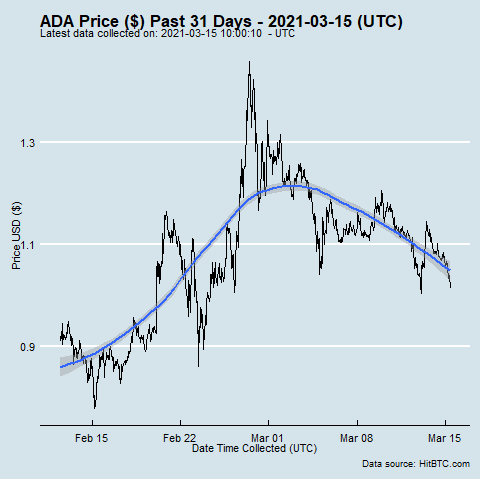 ADA Price ($) Past 31 Days - 2021-03-15 (UTC)
Latest data collected on: 2021-03-15 10:00:10 - UTC
Price USD ($)
1.3
1.1
0.9
Feb 15 Feb 22 Mar 01 Mar 08 Mar 15
Date Time Collected (UTC)
Data source: HitBTC.com